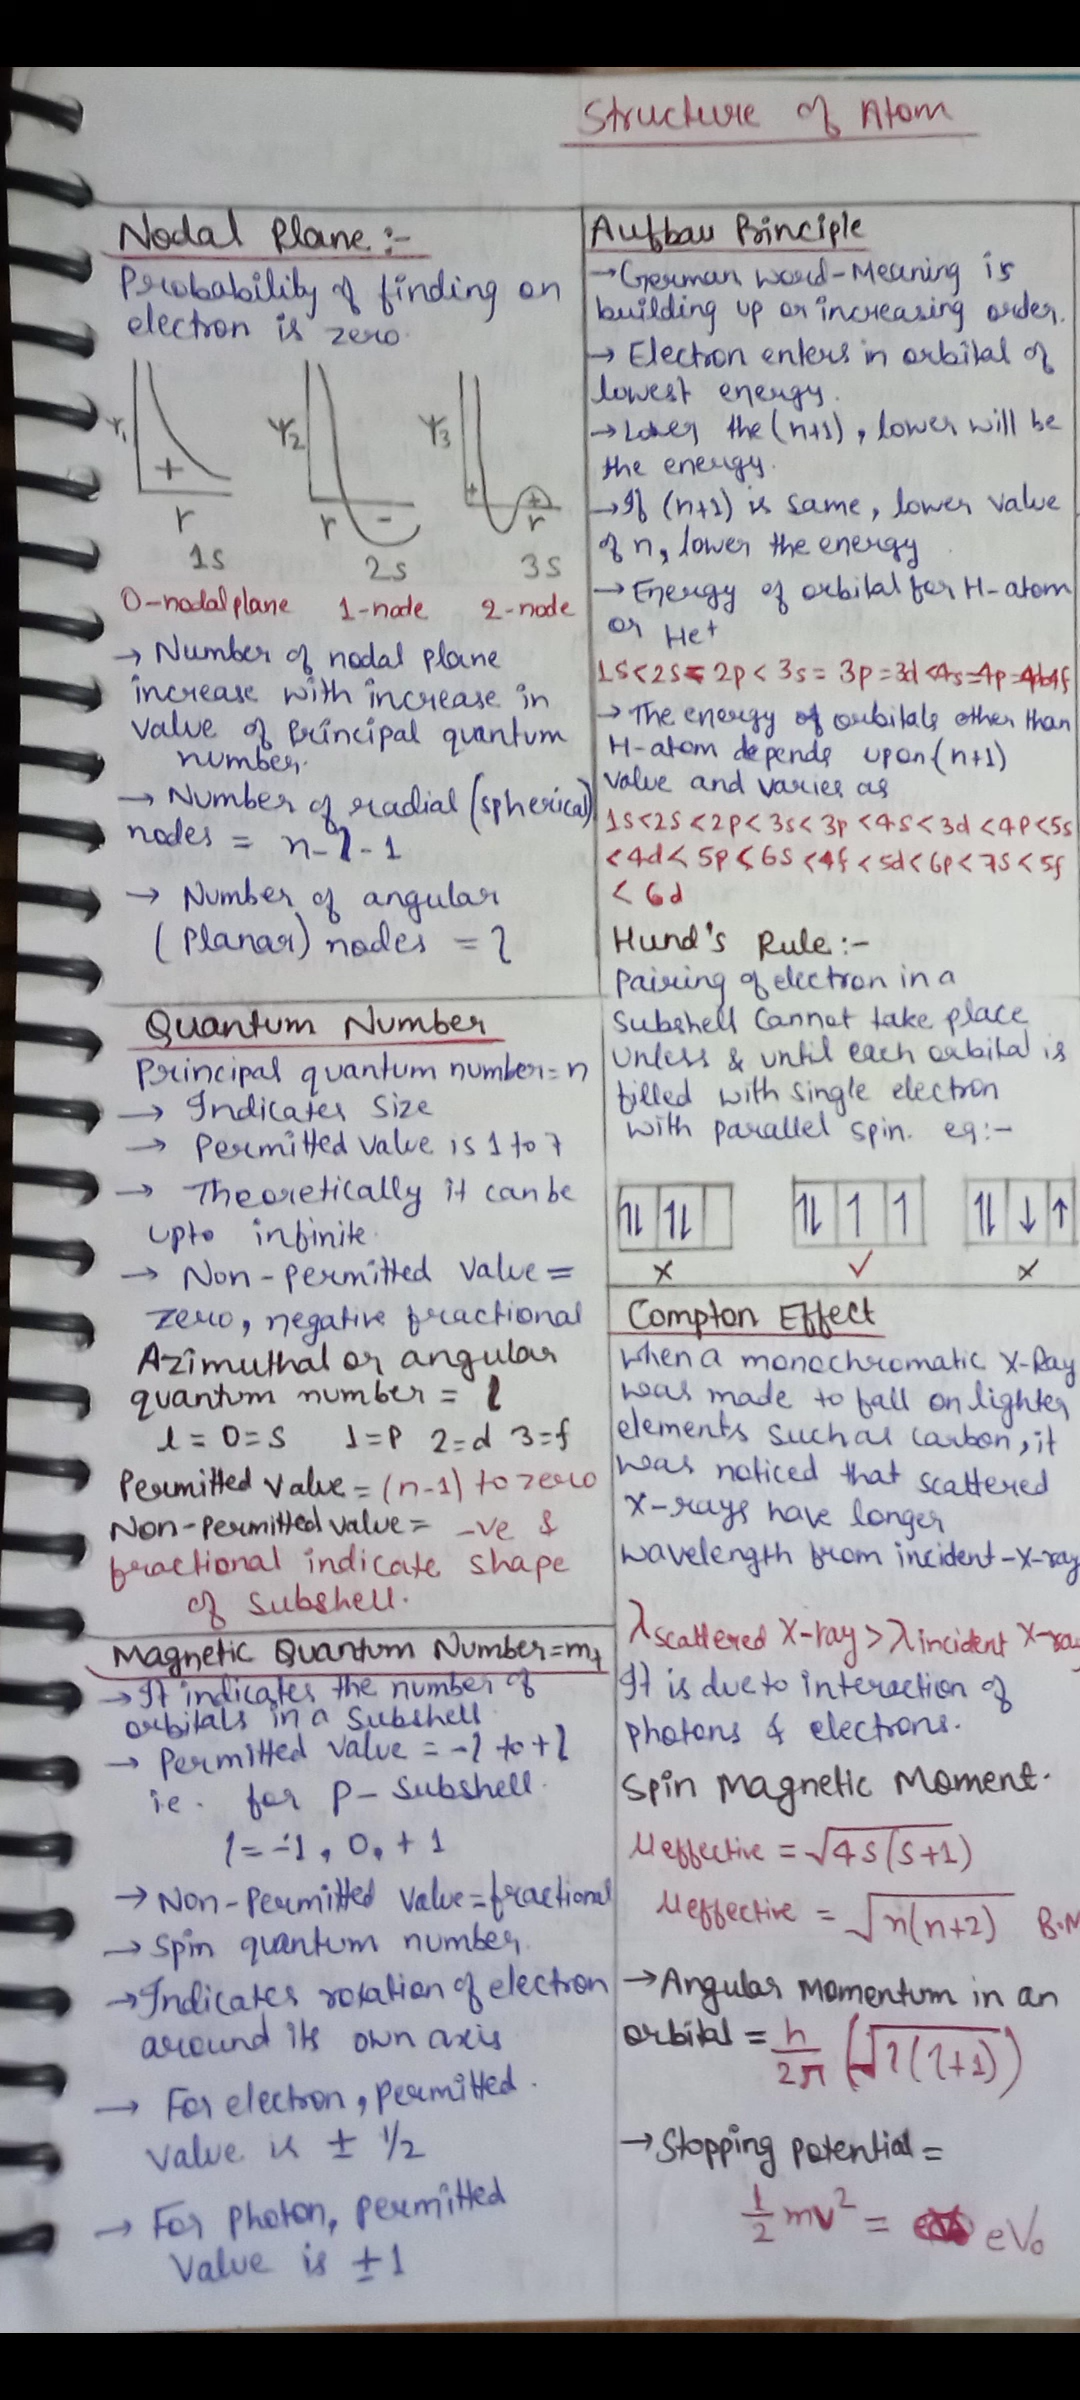 Structure of Atom
Nodal Plane :-
Probability of finding an
electron is zero.
Ψ1
+
r
1s
Ψ2
-
r
2s
Ψ3
+
+
r
3s
0-nodal plane 1-node 2-node
→ Number of nodal plane
increase with increase in
value of principal quantum
number.
→ Number of radial (spherical)
nodes = n-l-1
→ Number of angular
(Planar) nodes = l
Quantum Number
Principal quantum number = n
→ Indicates Size
→ Permitted value is 1 to 7
→ Theoretically it can be
upto infinite.
→ Non-permitted value =
zero, negative fractional
Azimuthal or angular
quantum number = l
l = 0=s 1=p 2=d 3=f
Permitted value = (n-1) to zero
Non-permitted value = -ve &
fractional indicate shape
of subshell.
Magnetic Quantum Number = ml
→ It indicates the number of
orbitals in a subshell
→ Permitted value = -l to +l
i.e. for p-subshell.
l = -1, 0, +1
→ Non-permitted value = fractional
→ Spin quantum number
→ Indicates rotation of electron
around its own axis
→ For electron, permitted.
value is ± 1/2
→ For photon, permitted
value is ±1
Aufbau Principle
→ German word-Meaning is
building up or increasing order.
→ Electron enters in orbital of
lowest energy.
→ Lower the (n+l), lower will be
the energy.
→ If (n+l) is same, lower value
of n, lower the energy
→ Energy of orbital for H-atom
or He+
1s<2s= 2p< 3s= 3p=3d<4s=4p=4d=4f
→ The energy of orbitals other than
H-atom depends upon (n+l)
value and varies as
1s<2s<2p<3s<3p<4s<3d<4p<5s
<4d<5p<6s<4f<5d<6p<7s<5f
<6d
Hund's Rule :-
Pairing of electron in a
subshell cannot take place
unless & until each orbital is
filled with single electron
with parallel spin. eg:-
⥮ ⥮
⥮ ↿ ↿
⥮ ↓ ↑
× ✓ ×
Compton Effect
when a monochromatic X-Ray
was made to fall on lighter
elements such as carbon, it
was noticed that scattered
X-rays have longer
wavelength from incident-X-ray
λ scattered X-ray > λ incident X-ray
It is due to interaction of
photons & electrons.
Spin Magnetic Moment.
μ effective = √4s(s+1)
μ effective = √n(n+2) B.M
→ Angular momentum in an
orbital = h/2π (√l(l+1))
→ Stopping potential =
1/2 mv² = eV₀